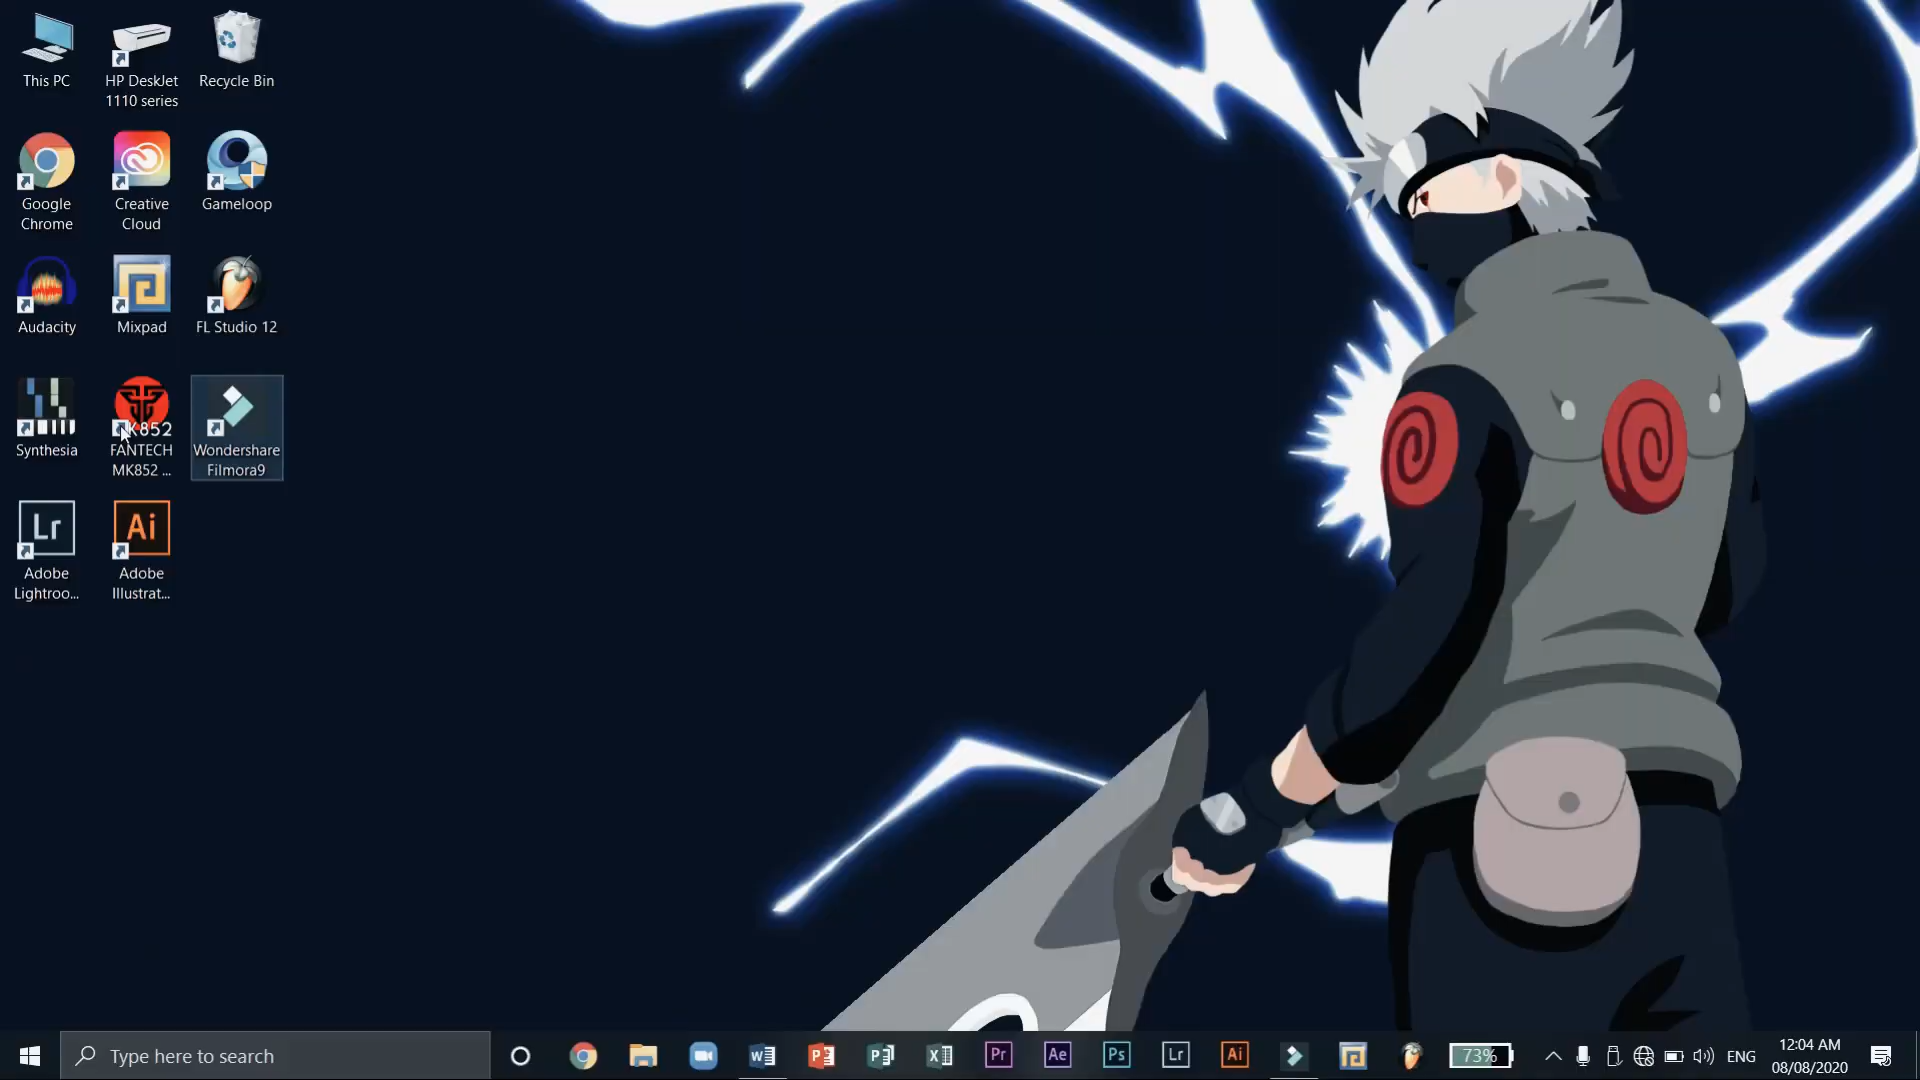 This PC
HP DeskJet
1110 series
Recycle Bin
Google
Chrome
Creative
Cloud
Gameloop
Audacity
Mixpad
FL Studio 12
Synthesia
MK852
FANTECH
MK852 ...
Wondershare
Filmora9
Lr
Adobe
Lightroo...
Ai
Adobe
Illustrat...
Type here to search
Pr
Ae
Ps
Lr
Ai
73%
ENG
12:04 AM
08/08/2020